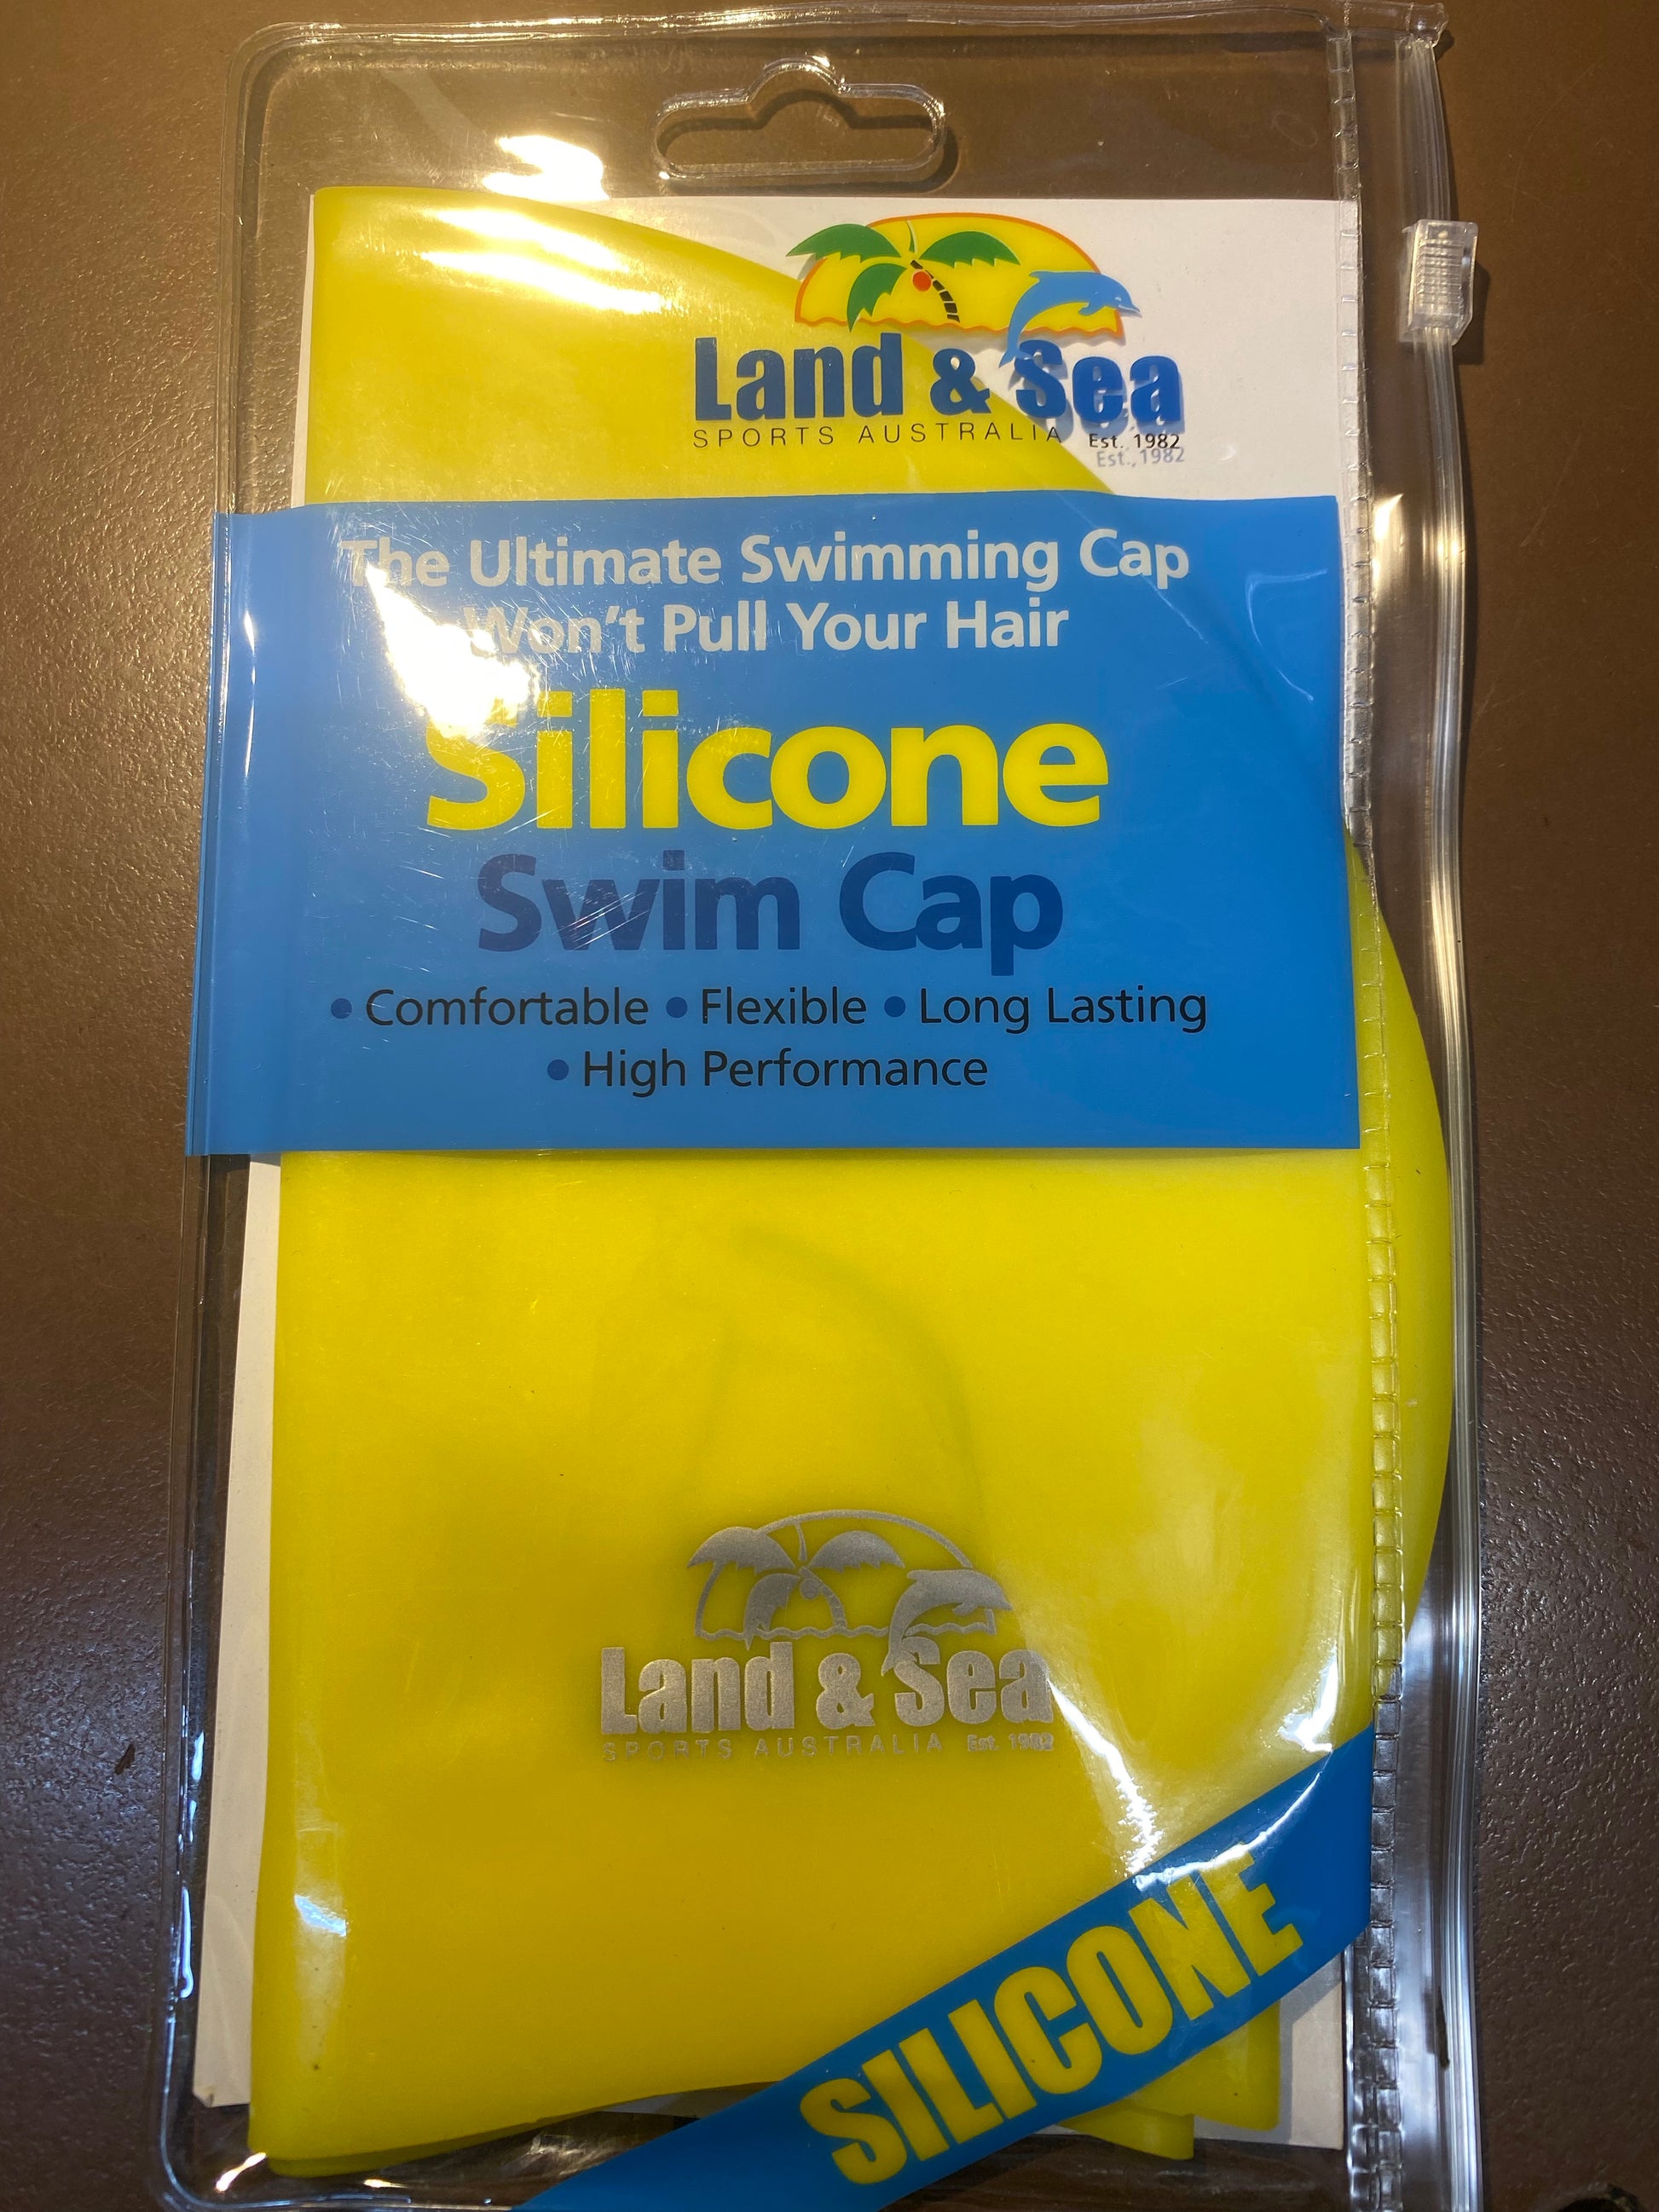 Land & Sea
SPORTS AUSTRALIA Est. 1982
Est. 1982
The Ultimate Swimming Cap
Won't Pull Your Hair
Silicone
Swim Cap
• Comfortable • Flexible • Long Lasting
• High Performance
Land & Sea
SPORTS AUSTRALIA Est. 1982
SILICONE